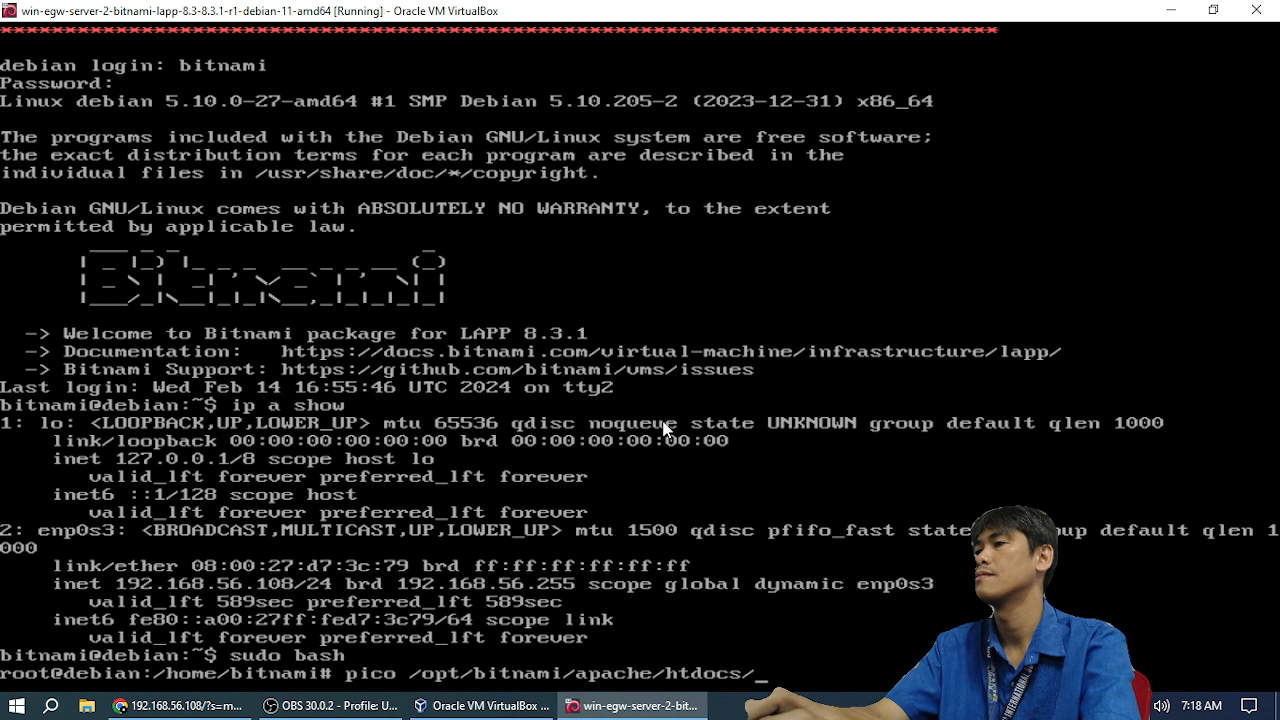 win-egw-server-2-bitnami-lapp-8.3-8.3.1-r1-debian-11-amd64 [Running] - Oracle VM VirtualBox
debian login: bitnami
Password:
Linux debian 5.10.0-27-amd64 #1 SMP Debian 5.10.205-2 (2023-12-31) x86_64
The programs included with the Debian GNU/Linux system are free software;
the exact distribution terms for each program are described in the
individual files in /usr/share/doc/*/copyright.
Debian GNU/Linux comes with ABSOLUTELY NO WARRANTY, to the extent
permitted by applicable law.
Bitnami
-> Welcome to Bitnami package for LAPP 8.3.1
-> Documentation:   https://docs.bitnami.com/virtual-machine/infrastructure/lapp/
-> Bitnami Support: https://github.com/bitnami/vms/issues
Last login: Wed Feb 14 16:55:46 UTC 2024 on tty2
bitnami@debian:~$ ip a show
1: lo: <LOOPBACK,UP,LOWER_UP> mtu 65536 qdisc noqueue state UNKNOWN group default qlen 1000
link/loopback 00:00:00:00:00:00 brd 00:00:00:00:00:00
inet 127.0.0.1/8 scope host lo
valid_lft forever preferred_lft forever
inet6 ::1/128 scope host
valid_lft forever preferred_lft forever
2: enp0s3: <BROADCAST,MULTICAST,UP,LOWER_UP> mtu 1500 qdisc pfifo_fast state default qlen 1
000
link/ether 08:00:27:d7:3c:79 brd ff:ff:ff:ff:ff:ff
inet 192.168.56.108/24 brd 192.168.56.255 scope global dynamic enp0s3
valid_lft 589sec preferred_lft 589sec
inet6 fe80::a00:27ff:fed7:3c79/64 scope link
valid_lft forever preferred_lft forever
bitnami@debian:~$ sudo bash
root@debian:/home/bitnami# pico /opt/bitnami/apache/htdocs/_
192.168.56.108/?s=m...
OBS 30.0.2 - Profile: U...
Oracle VM VirtualBox ...
win-egw-server-2-bit...
7:18 AM